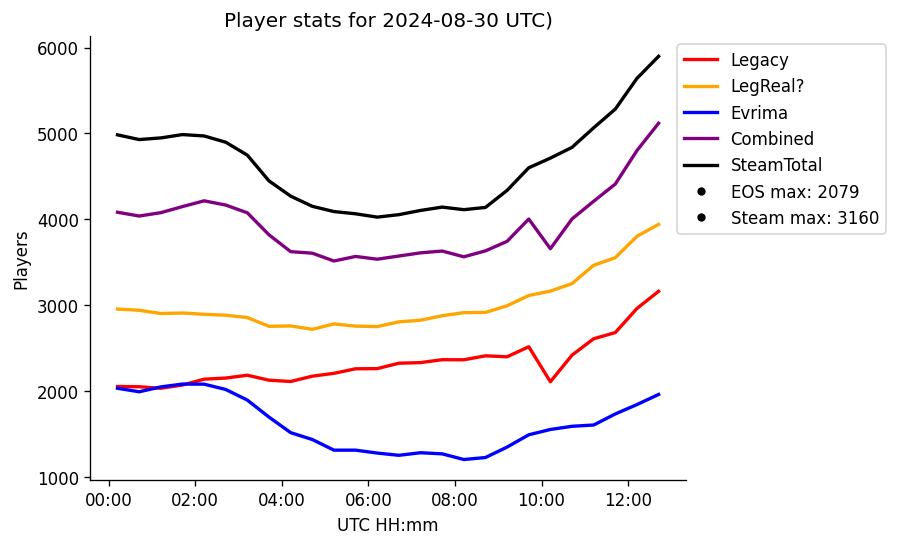 Player stats for 2024-08-30 UTC)
6000
5000
4000
3000
2000
1000
Players
00:00 02:00 04:00 06:00 08:00 10:00 12:00
UTC HH:mm
Legacy
LegReal?
Evrima
Combined
SteamTotal
EOS max: 2079
Steam max: 3160